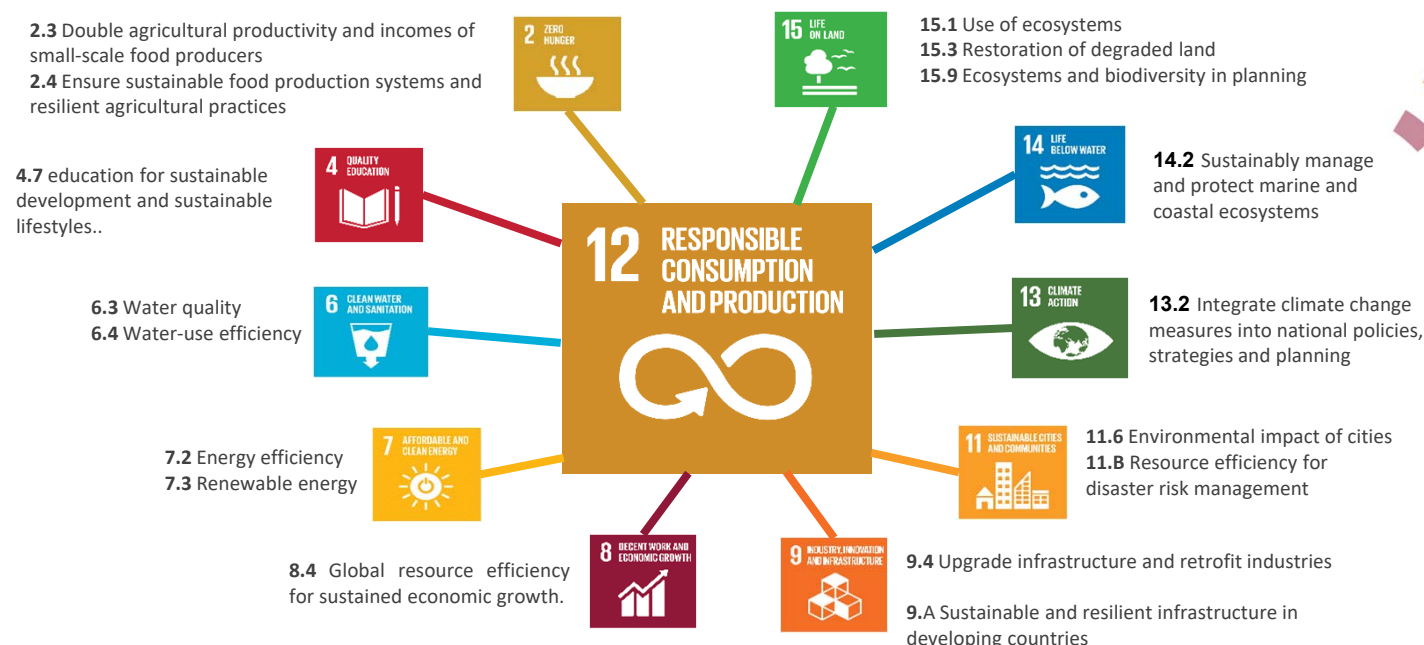 2.3 Double agricultural productivity and incomes of
small-scale food producers
2.4 Ensure sustainable food production systems and
resilient agricultural practices
2 ZERO
HUNGER
15 LIFE
ON LAND
15.1 Use of ecosystems
15.3 Restoration of degraded land
15.9 Ecosystems and biodiversity in planning
4.7 education for sustainable
development and sustainable
lifestyles..
4 QUALITY
EDUCATION
14 LIFE
BELOW WATER
14.2 Sustainably manage
and protect marine and
coastal ecosystems
12 RESPONSIBLE
CONSUMPTION
AND PRODUCTION
6.3 Water quality
6.4 Water-use efficiency
6 CLEAN WATER
AND SANITATION
13 CLIMATE
ACTION
13.2 Integrate climate change
measures into national policies,
strategies and planning
7.2 Energy efficiency
7.3 Renewable energy
7 AFFORDABLE AND
CLEAN ENERGY
11 SUSTAINABLE CITIES
AND COMMUNITIES
11.6 Environmental impact of cities
11.B Resource efficiency for
disaster risk management
8.4 Global resource efficiency
for sustained economic growth.
8 DECENT WORK AND
ECONOMIC GROWTH
9 INDUSTRY, INNOVATION
AND INFRASTRUCTURE
9.4 Upgrade infrastructure and retrofit industries
9.A Sustainable and resilient infrastructure in
developing countries